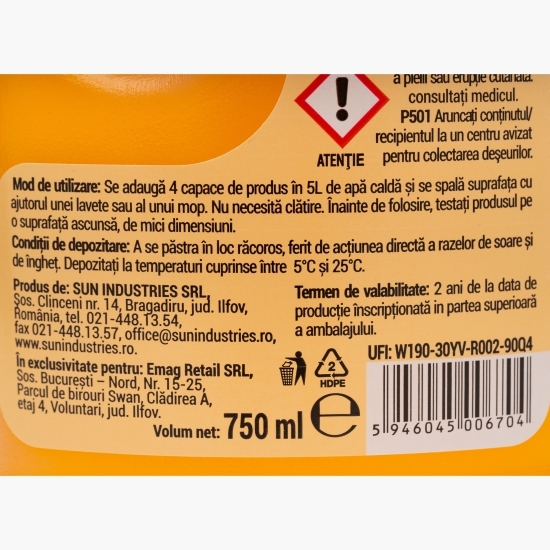 a pielii sau erupție cutanată:
consultați medicul.
P501 Aruncați conținutul/
recipientul la un centru avizat
pentru colectarea deșeurilor.
ATENȚIE
Mod de utilizare: Se adaugă 4 capace de produs în 5L de apă caldă și se spală suprafața cu
ajutorul unei lavete sau al unui mop. Nu necesită clătire. Înainte de folosire, testați produsul pe
o suprafață ascunsă, de mici dimensiuni.
Condiții de depozitare: A se păstra în loc răcoros, ferit de acțiunea directă a razelor de soare și
de îngheț. Depozitați la temperaturi cuprinse între 5°C și 25°C.
Produs de: SUN INDUSTRIES SRL,
Șos. Clinceni nr. 14, Bragadiru, jud. Ilfov,
România, tel. 021-448.13.54,
fax 021-448.13.57, office@sunindustries.ro,
www.sunindustries.ro.
Termen de valabilitate: 2 ani de la data de
producție înscripționată in partea superioară
a ambalajului.
În exclusivitate pentru: Emag Retail SRL,
Șos. București – Nord, Nr. 15-25,
Parcul de birouri Swan, Clădirea A,
etaj 4, Voluntari, jud. Ilfov.
2
HDPE
UFI: W190-30YV-R002-90Q4
Volum net: 750 ml e
5 946045 006704